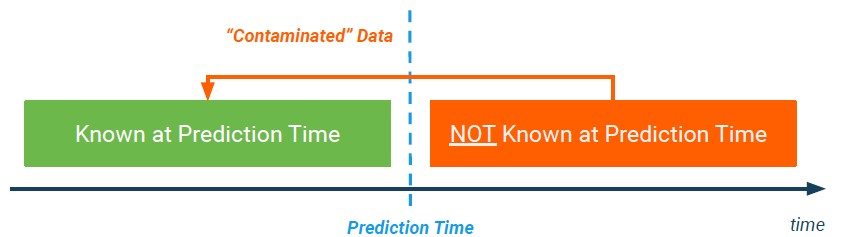 “Contaminated” Data
Known at Prediction Time
NOT Known at Prediction Time
time
Prediction Time